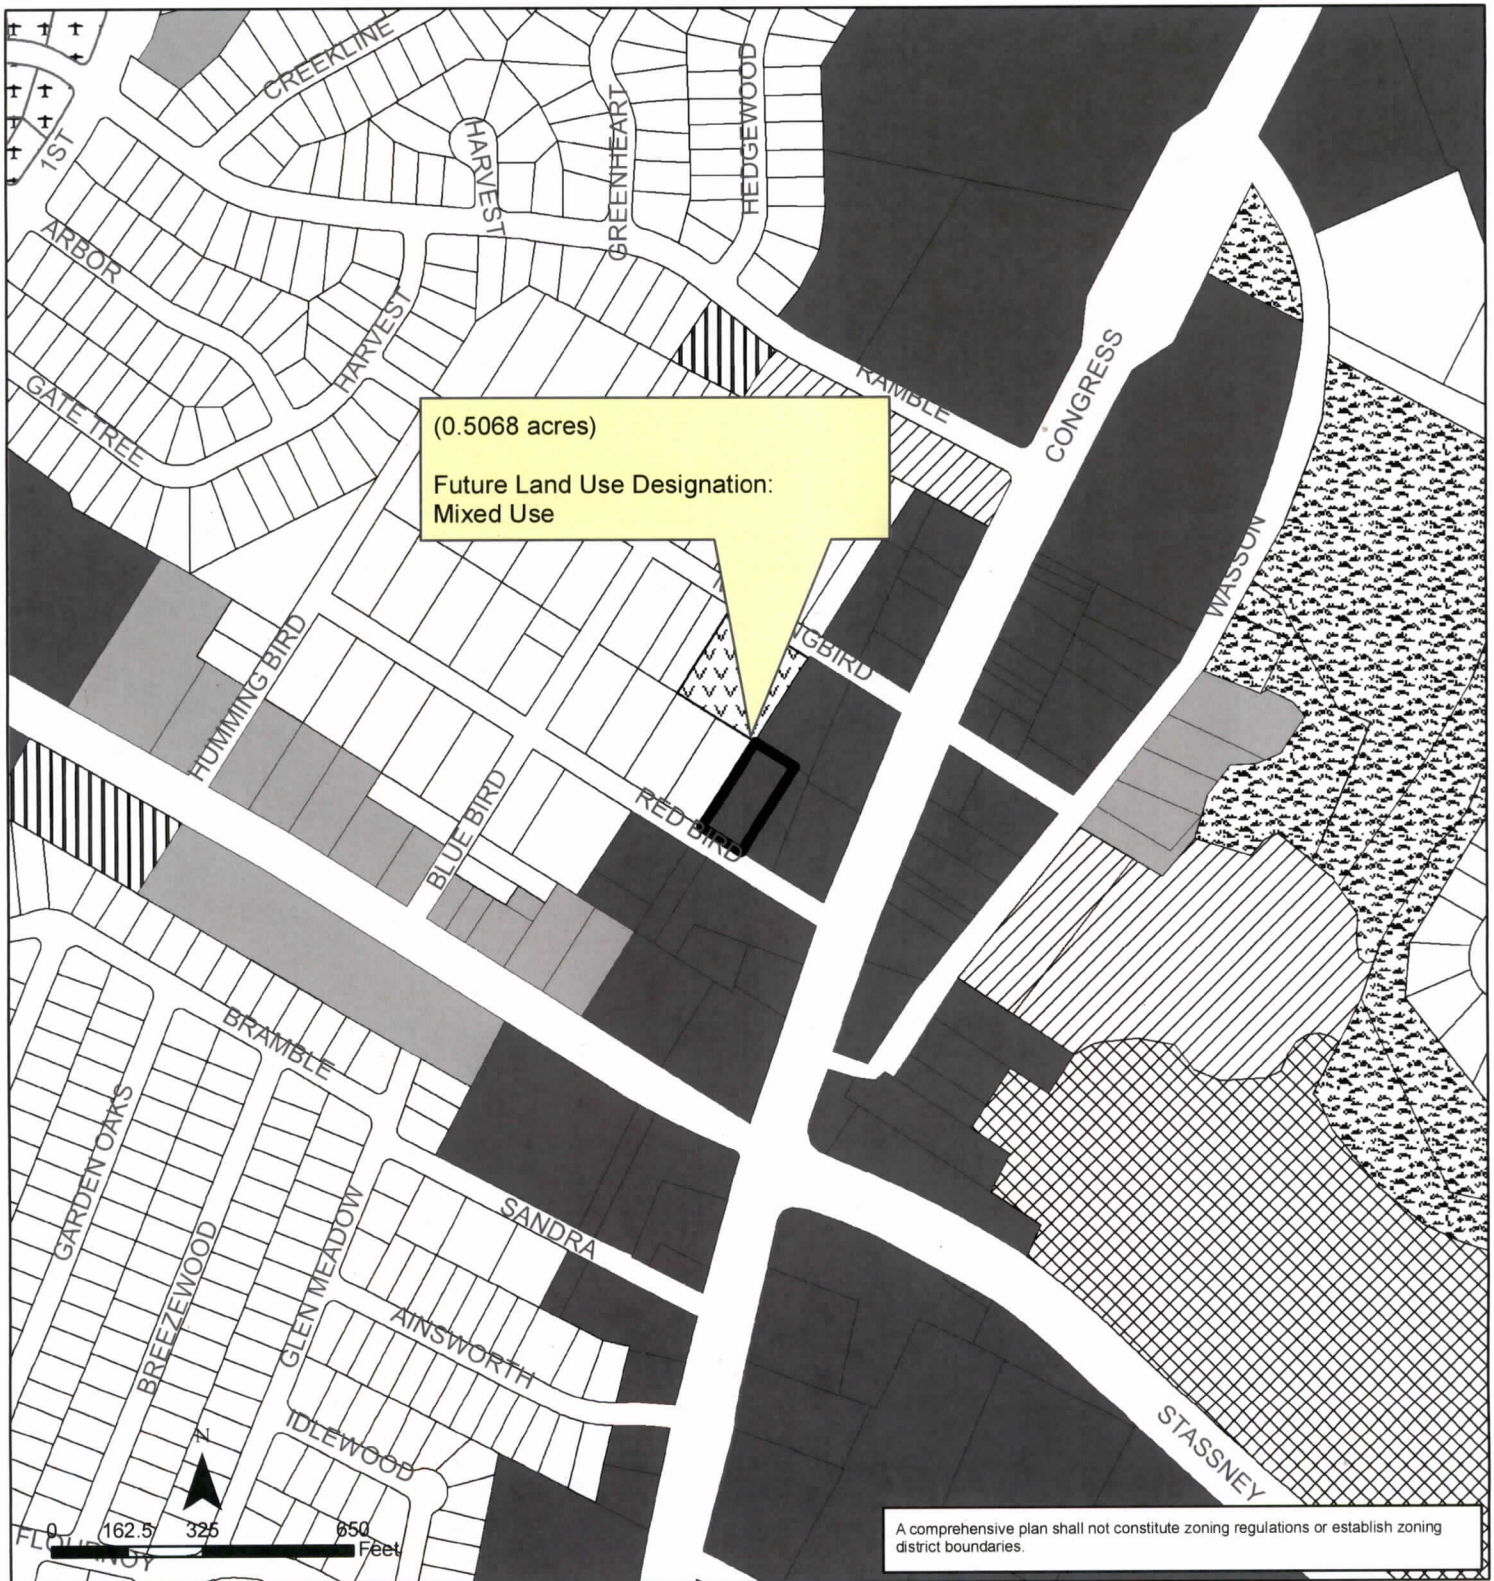 CREEKLINE
HARVEST
GREENHEART
HEDGEWOOD
1ST
ARBOR
HARVEST
GATE TREE
RAMBLE
CONGRESS
(0.5068 acres)
Future Land Use Designation:
Mixed Use
WASSON
NGBIRD
HUMMING BIRD
BLUE BIRD
RED BIRD
BRAMBLE
GARDEN OAKS
BREEZEWOOD
GLEN MEADOW
SANDRA
AINSWORTH
IDLEWOOD
STASSNEY
N
0 162.5 325 650
Feet
FLOURNOY
A comprehensive plan shall not constitute zoning regulations or establish zoning
district boundaries.